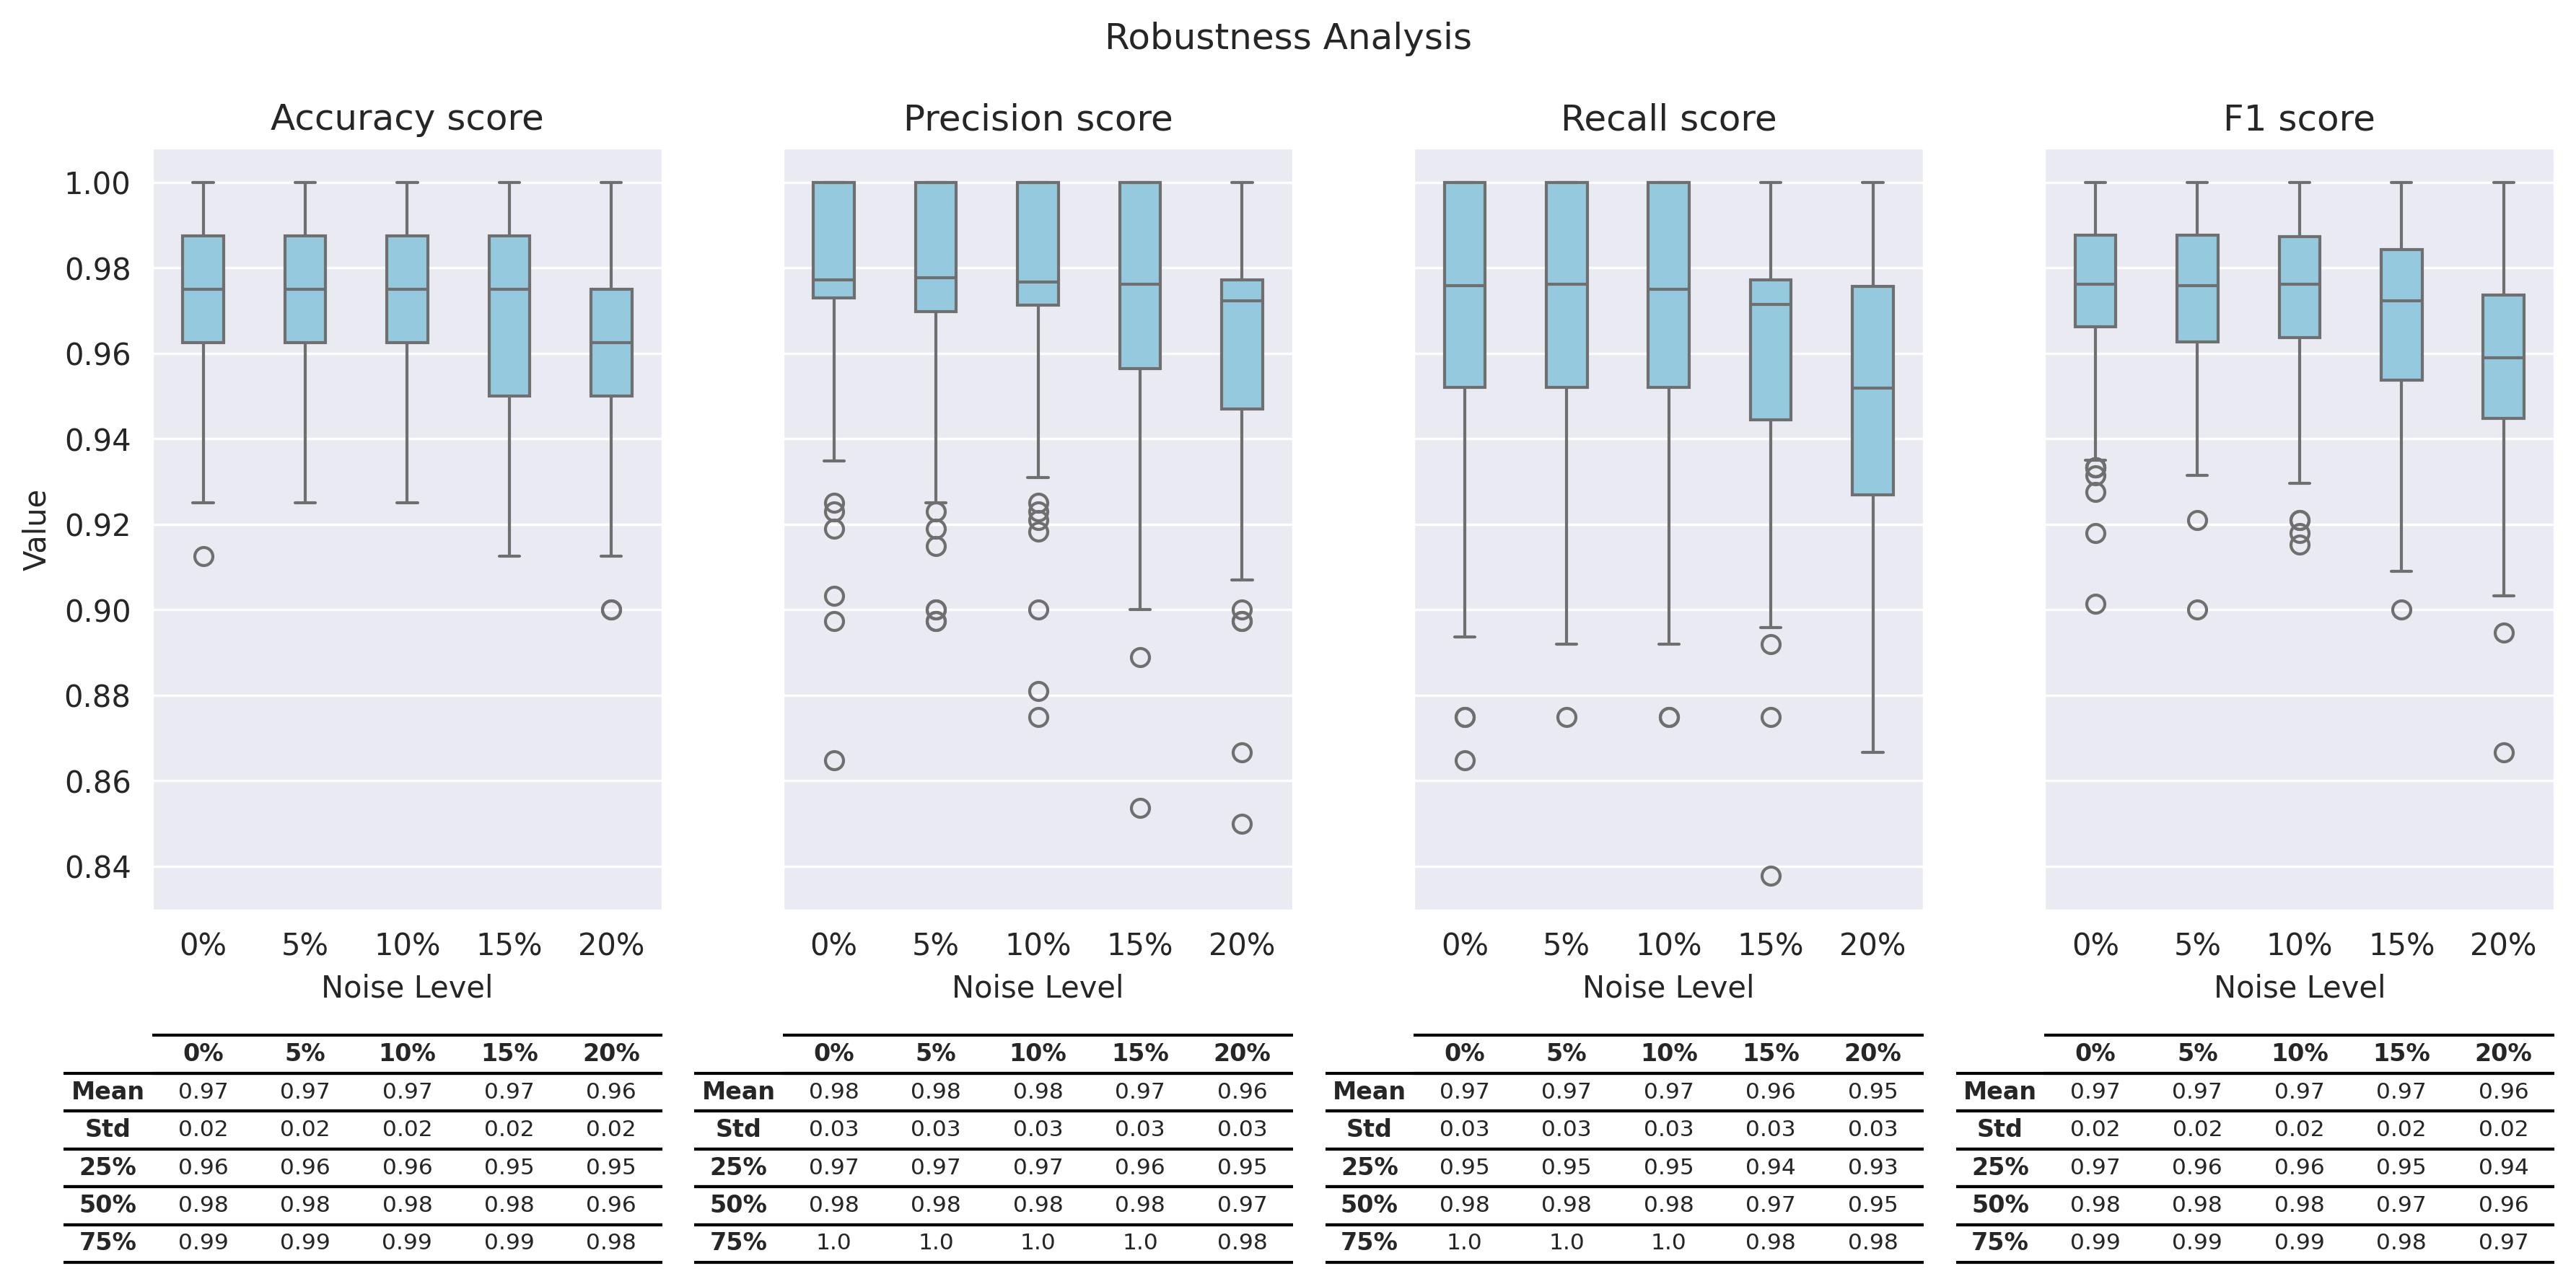 Robustness Analysis
Accuracy score
Precision score
Recall score
F1 score
Value
1.00
0.98
0.96
0.94
0.92
0.90
0.88
0.86
0.84
0% 5% 10% 15% 20%
0% 5% 10% 15% 20%
0% 5% 10% 15% 20%
0% 5% 10% 15% 20%
Noise Level
Noise Level
Noise Level
Noise Level
0% 5% 10% 15% 20%
Mean 0.97 0.97 0.97 0.97 0.96
Std 0.02 0.02 0.02 0.02 0.02
25% 0.96 0.96 0.96 0.95 0.95
50% 0.98 0.98 0.98 0.98 0.96
75% 0.99 0.99 0.99 0.99 0.98
0% 5% 10% 15% 20%
Mean 0.98 0.98 0.98 0.97 0.96
Std 0.03 0.03 0.03 0.03 0.03
25% 0.97 0.97 0.97 0.96 0.95
50% 0.98 0.98 0.98 0.98 0.97
75% 1.0 1.0 1.0 1.0 0.98
0% 5% 10% 15% 20%
Mean 0.97 0.97 0.97 0.96 0.95
Std 0.03 0.03 0.03 0.03 0.03
25% 0.95 0.95 0.95 0.94 0.93
50% 0.98 0.98 0.98 0.97 0.95
75% 1.0 1.0 1.0 0.98 0.98
0% 5% 10% 15% 20%
Mean 0.97 0.97 0.97 0.97 0.96
Std 0.02 0.02 0.02 0.02 0.02
25% 0.97 0.96 0.96 0.95 0.94
50% 0.98 0.98 0.98 0.97 0.96
75% 0.99 0.99 0.99 0.98 0.97